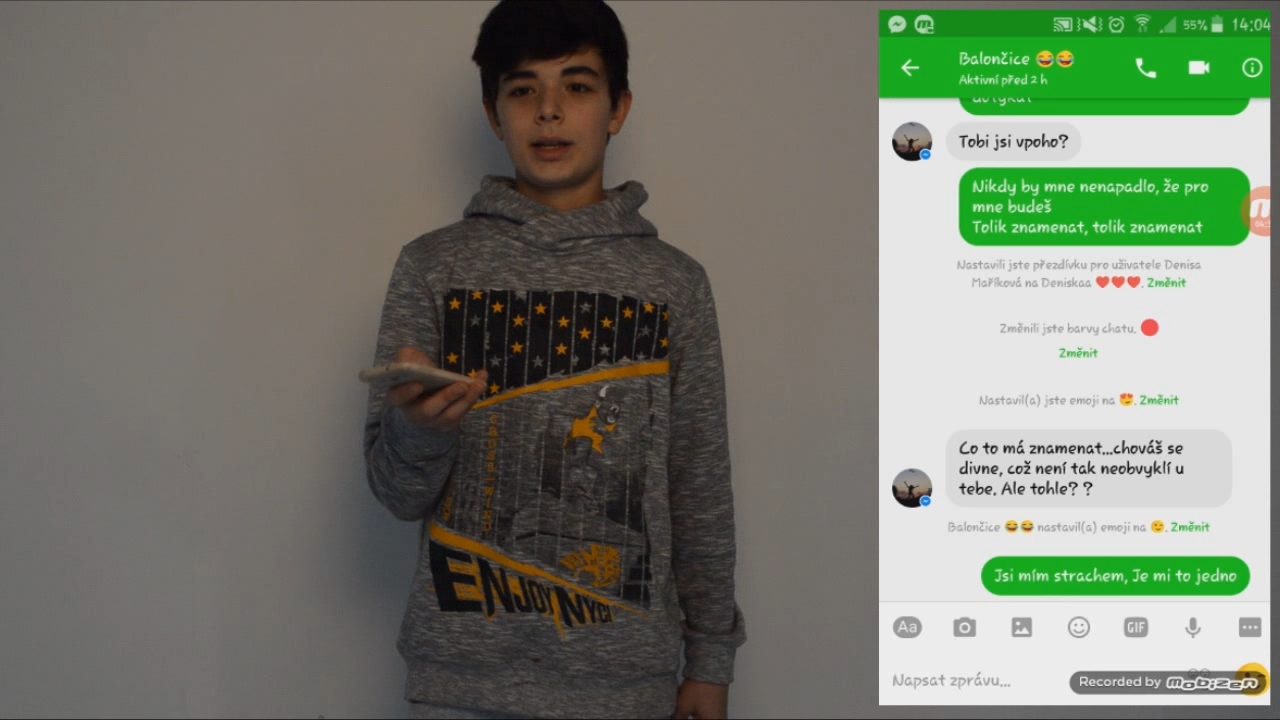 55% 14:04
Balončice 😂😂
Aktivní před 2 h
dotýkat
Tobi jsi vpoho?
Nikdy by mne nenapadlo, že pro
mne budeš
Tolik znamenat, tolik znamenat
Nastavili jste přezdívku pro uživatele Denisa
Maříková na Deniskaa ❤❤❤. Změnit
Změnili jste barvy chatu. 🔴
Změnit
Nastavil(a) jste emoji na 😍. Změnit
Co to má znamenat...chováš se
divne, což není tak neobvyklí u
tebe. Ale tohle? ?
Balončice 😂😂 nastavil(a) emoji na 🙂. Změnit
Jsi mím strachem, Je mi to jedno
Aa
GIF
Napsat zprávu...
Recorded by mobizen
ENJOY NYC!